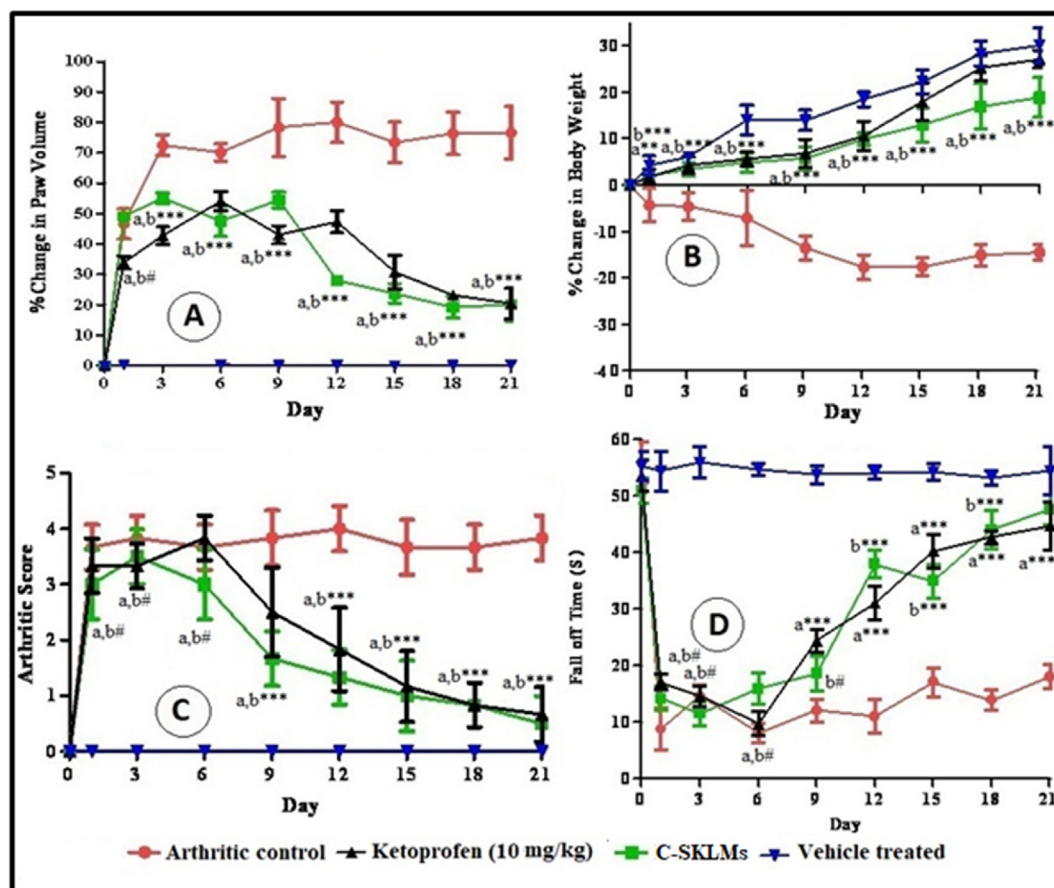 %Change in Paw Volume
100
90
80
70
60
50
40
30
20
10
0
a,b#
a,b***
a,b***
a,b***
a,b***
a,b***
a,b***
a,b***
A
0 3 6 9 12 15 18 21
Day
% Change in Body Weight
30
20
10
0
-10
-20
-30
-40
b***
a**
a,b***
a,b***
a,b***
a,b***
a,b***
a,b***
a,b***
B
0 3 6 9 12 15 18 21
Day
Arthritic Score
5
4
3
2
1
0
a,b#
a,b#
a,b#
a,b***
a,b***
a,b***
a,b***
a,b***
C
0 3 6 9 12 15 18 21
Day
Fall off Time (S)
60
50
40
30
20
10
0
a,b#
a,b#
a,b#
a***
b#
b***
a***
a***
b***
b***
a***
a***
D
0 3 6 9 12 15 18 21
Day
Arthritic control Ketoprofen (10 mg/kg) C-SKLMs Vehicle treated